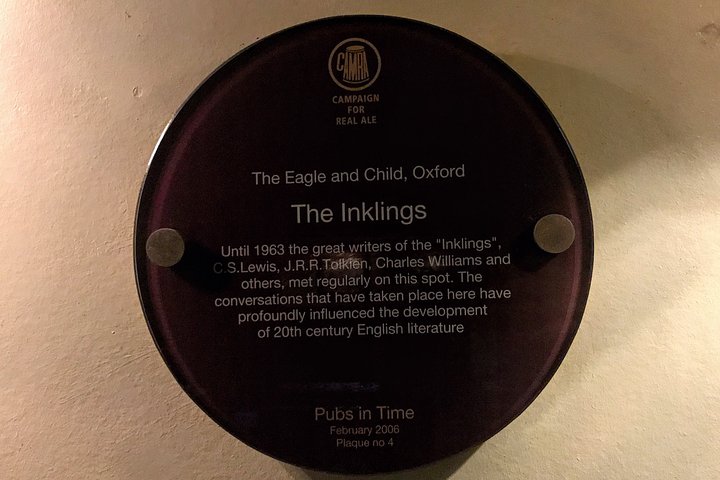 CAMRA
CAMPAIGN
FOR
REAL ALE
The Eagle and Child, Oxford
The Inklings
Until 1963 the great writers of the "Inklings",
C.S.Lewis, J.R.R.Tolkien, Charles Williams and
others, met regularly on this spot. The
conversations that have taken place here have
profoundly influenced the development
of 20th century English literature
Pubs in Time
February 2006
Plaque no 4